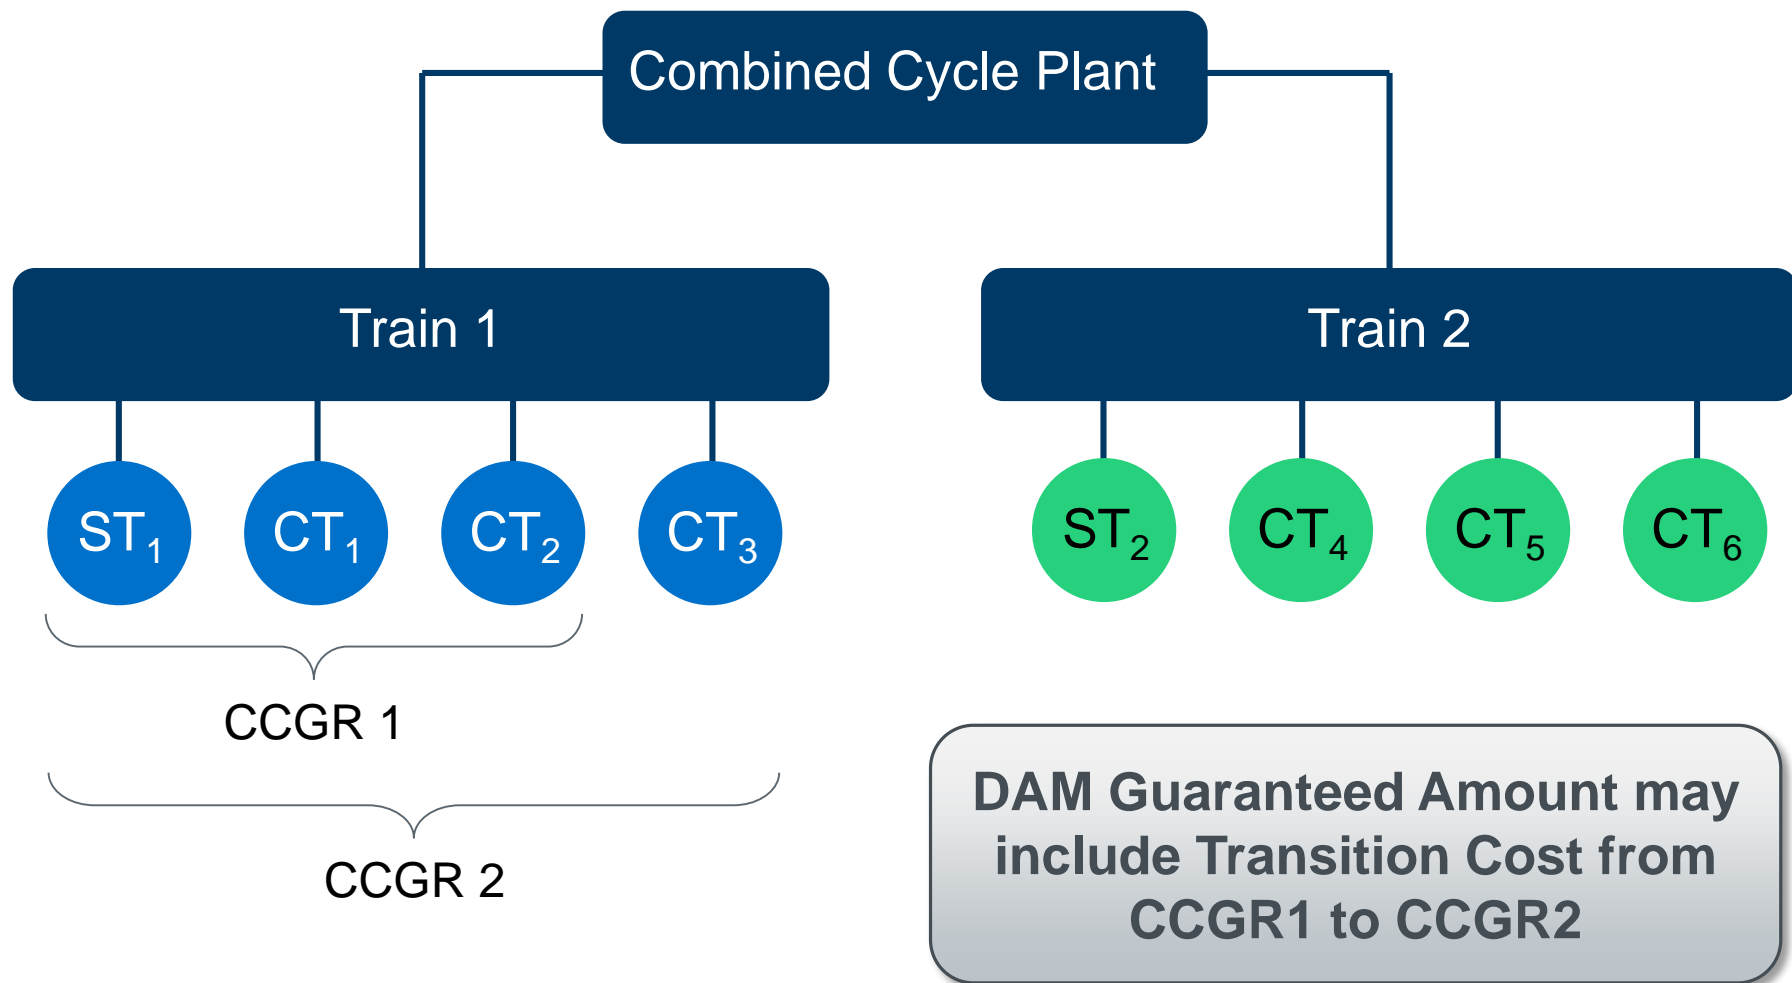 Combined Cycle Plant
Train 1
Train 2
ST₁ CT₁ CT₂ CT₃
ST₂ CT₄ CT₅ CT₆
CCGR 1
CCGR 2
DAM Guaranteed Amount may
include Transition Cost from
CCGR1 to CCGR2